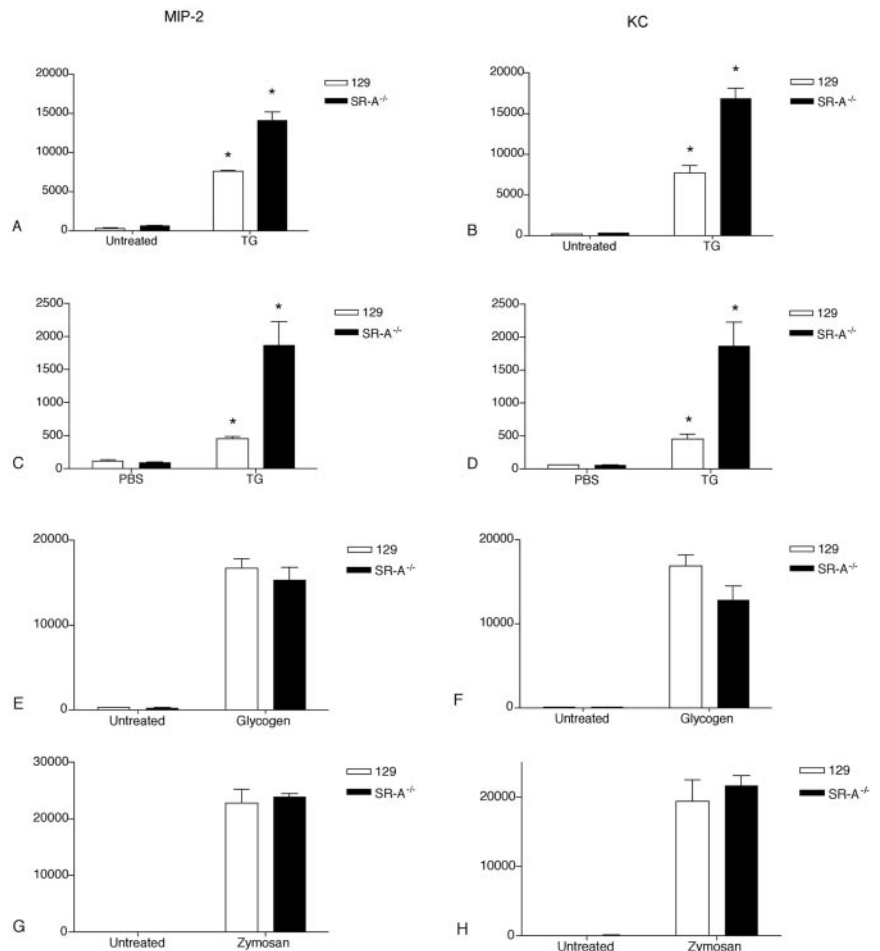 MIP-2
KC
20000
15000
10000
5000
0
129
SR-A-/-
*
*
A
Untreated
TG
20000
15000
10000
5000
0
129
SR-A-/-
*
*
B
Untreated
TG
2500
2000
1500
1000
500
0
129
SR-A-/-
*
*
C
PBS
TG
2500
2000
1500
1000
500
0
129
SR-A-/-
*
*
D
PBS
TG
20000
10000
0
129
SR-A-/-
E
Untreated
Glycogen
20000
10000
0
129
SR-A-/-
F
Untreated
Glycogen
30000
20000
10000
0
129
SR-A-/-
G
Untreated
Zymosan
20000
10000
0
129
SR-A-/-
H
Untreated
Zymosan